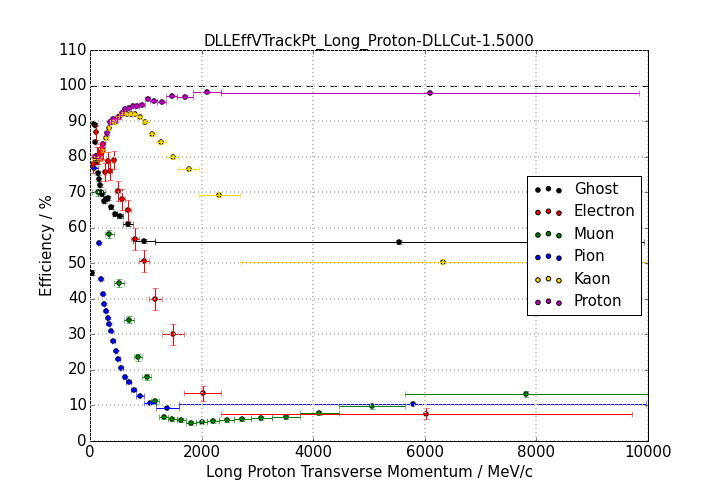 DLLEffVTrackPt_Long_Proton-DLLCut-1.5000
110
100
90
80
70
60
50
40
30
20
10
0
Efficiency / %
Ghost
Electron
Muon
Pion
Kaon
Proton
0 2000 4000 6000 8000 10000
Long Proton Transverse Momentum / MeV/c